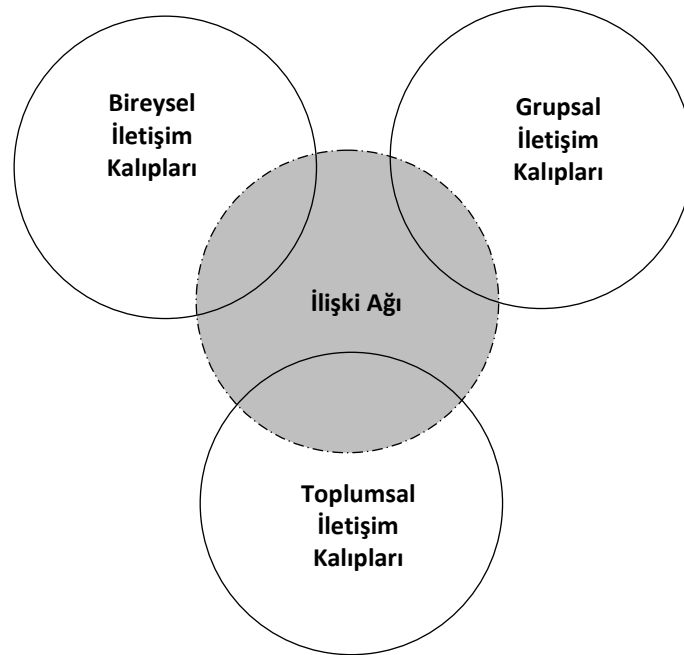 Bireysel
İletişim
Kalıpları
Grupsal
İletişim
Kalıpları
İlişki Ağı
Toplumsal
İletişim
Kalıpları